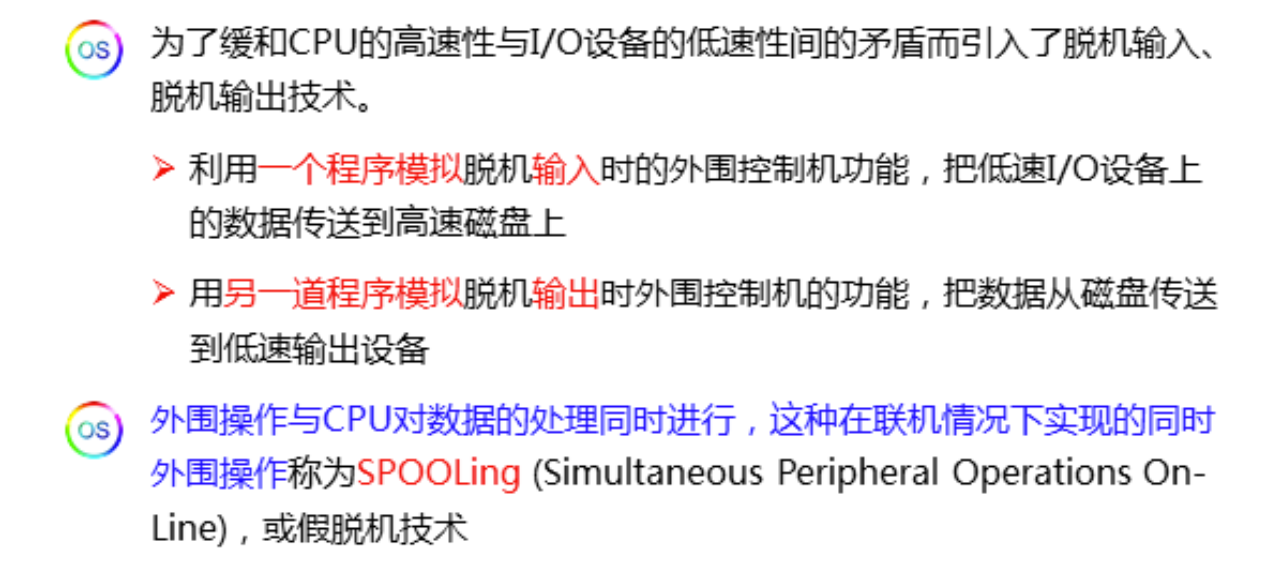 OS 为了缓和CPU的高速性与I/O设备的低速性间的矛盾而引入了脱机输入、
脱机输出技术。
➢ 利用一个程序模拟脱机输入时的外围控制机功能，把低速I/O设备上
的数据传送到高速磁盘上
➢ 用另一道程序模拟脱机输出时外围控制机的功能，把数据从磁盘传送
到低速输出设备
OS 外围操作与CPU对数据的处理同时进行，这种在联机情况下实现的同时
外围操作称为SPOOLing (Simultaneous Peripheral Operations On-
Line)，或假脱机技术